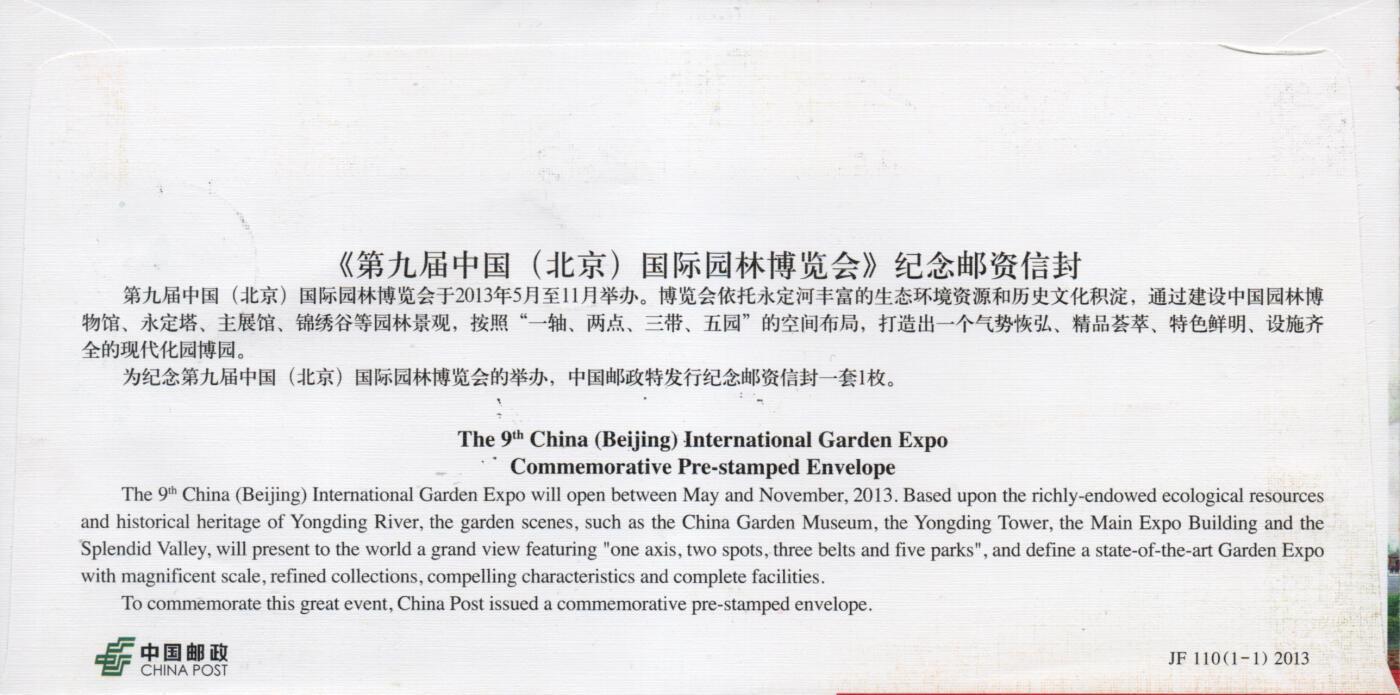 《第九届中国（北京）国际园林博览会》纪念邮资信封
第九届中国（北京）国际园林博览会于2013年5月至11月举办。博览会依托永定河丰富的生态环境资源和历史文化积淀，通过建设中国园林博
物馆、永定塔、主展馆、锦绣谷等园林景观，按照“一轴、两点、三带、五园”的空间布局，打造出一个气势恢弘、精品荟萃、特色鲜明、设施齐
全的现代化园博园。
为纪念第九届中国（北京）国际园林博览会的举办，中国邮政特发行纪念邮资信封一套1枚。
The 9th China (Beijing) International Garden Expo
Commemorative Pre-stamped Envelope
The 9th China (Beijing) International Garden Expo will open between May and November, 2013. Based upon the richly-endowed ecological resources
and historical heritage of Yongding River, the garden scenes, such as the China Garden Museum, the Yongding Tower, the Main Expo Building and the
Splendid Valley, will present to the world a grand view featuring "one axis, two spots, three belts and five parks", and define a state-of-the-art Garden Expo
with magnificent scale, refined collections, compelling characteristics and complete facilities.
To commemorate this great event, China Post issued a commemorative pre-stamped envelope.
中国邮政
CHINA POST
JF 110(1-1) 2013